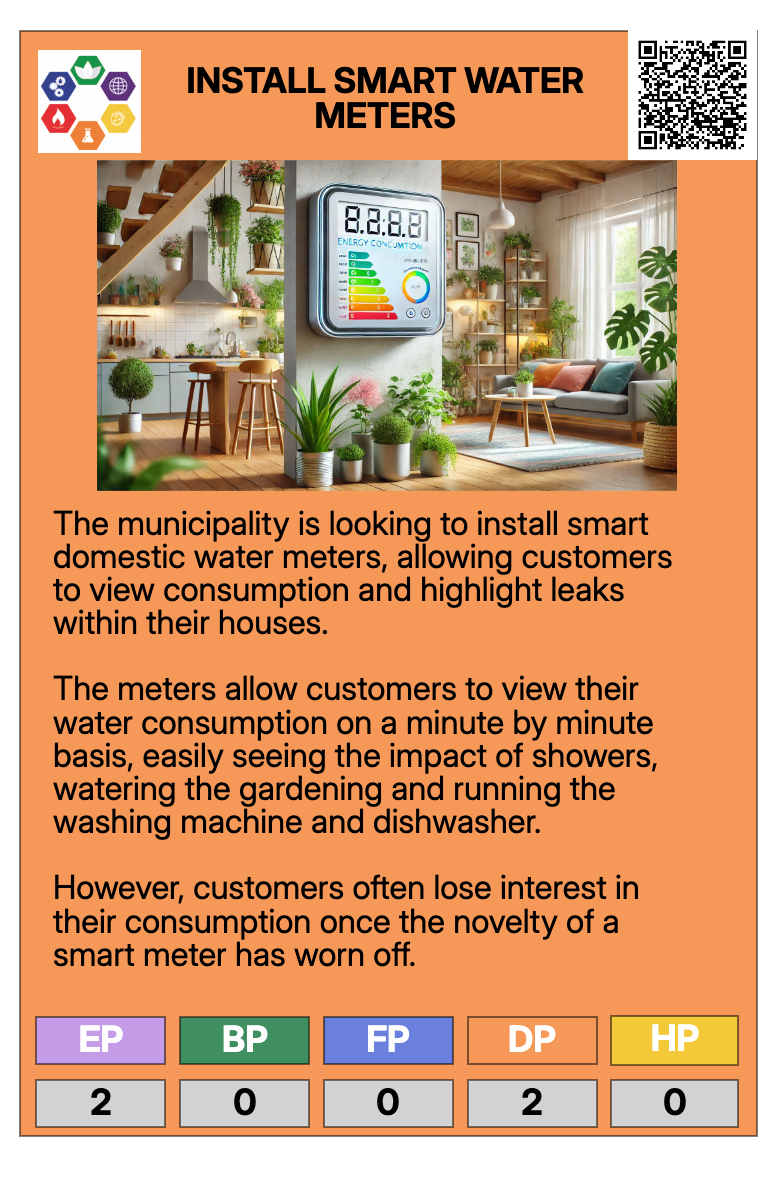 INSTALL SMART WATER
METERS
8.8:8.8
ENERGY CONCUMTION
The municipality is looking to install smart
domestic water meters, allowing customers
to view consumption and highlight leaks
within their houses.
The meters allow customers to view their
water consumption on a minute by minute
basis, easily seeing the impact of showers,
watering the gardening and running the
washing machine and dishwasher.
However, customers often lose interest in
their consumption once the novelty of a
smart meter has worn off.
EP BP FP DP HP
2 0 0 2 0